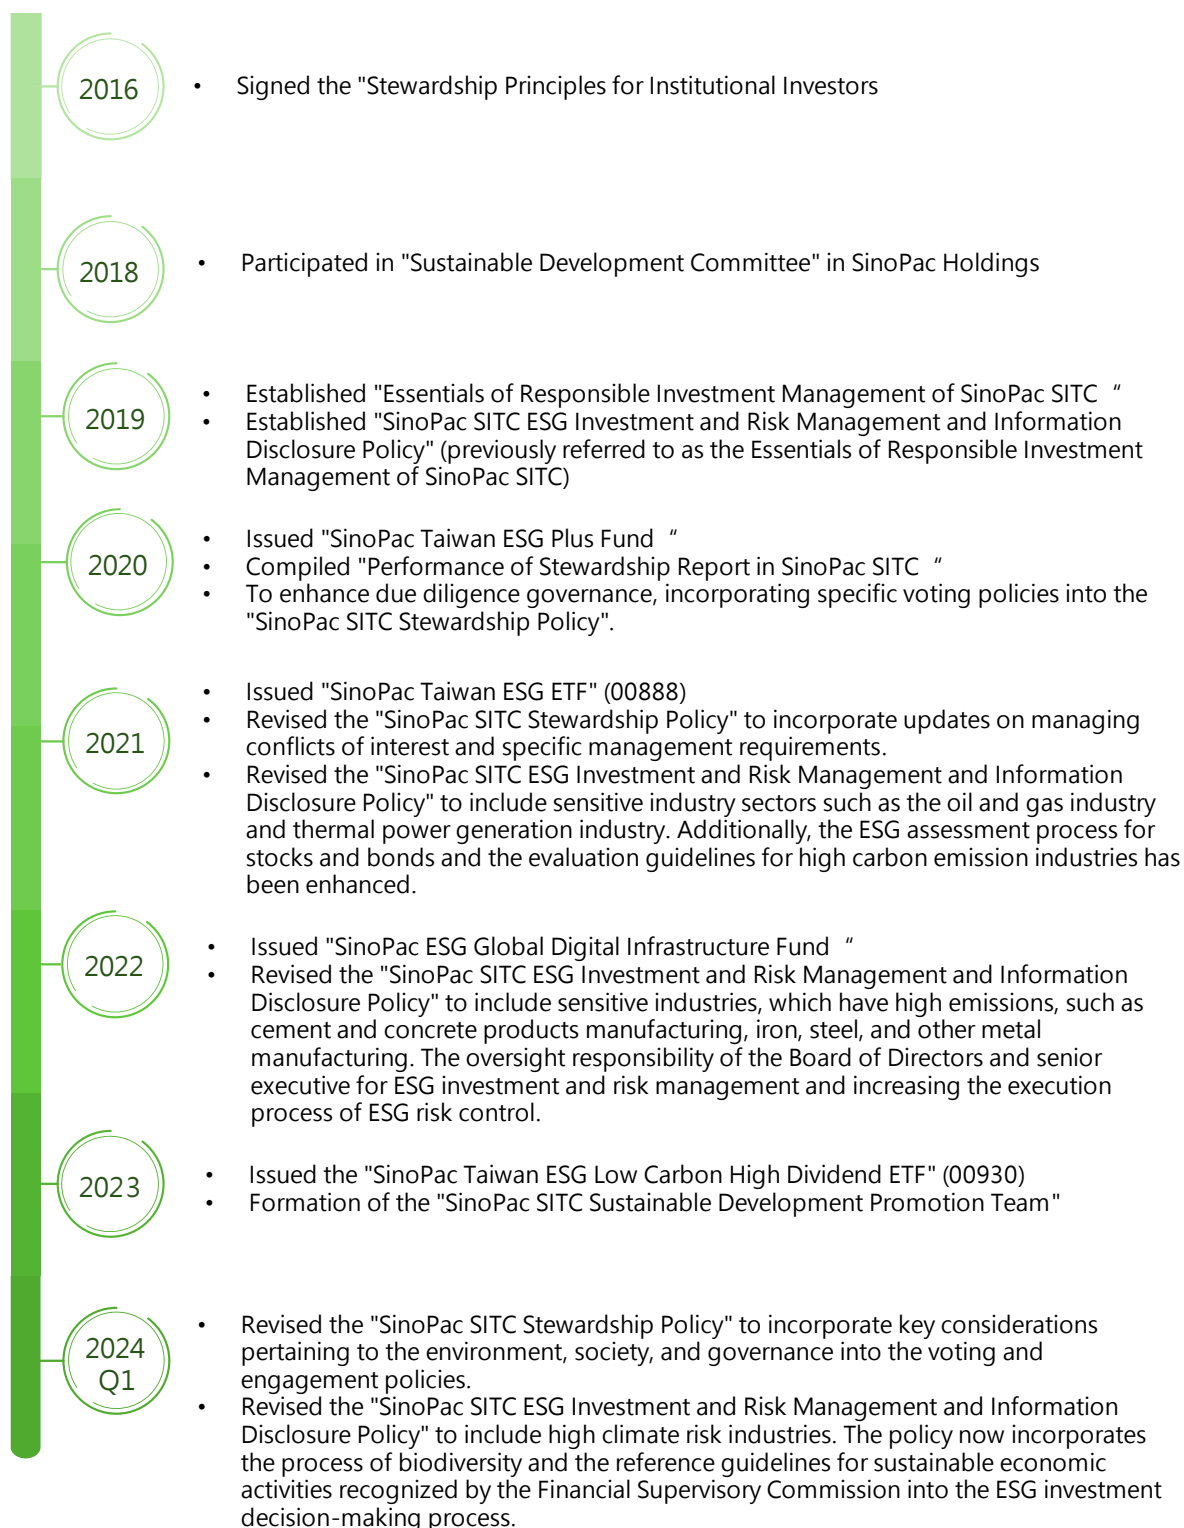 2016
• Signed the "Stewardship Principles for Institutional Investors
2018
• Participated in "Sustainable Development Committee" in SinoPac Holdings
2019
• Established "Essentials of Responsible Investment Management of SinoPac SITC “
• Established "SinoPac SITC ESG Investment and Risk Management and Information
Disclosure Policy" (previously referred to as the Essentials of Responsible Investment
Management of SinoPac SITC)
2020
• Issued "SinoPac Taiwan ESG Plus Fund “
• Compiled "Performance of Stewardship Report in SinoPac SITC “
• To enhance due diligence governance, incorporating specific voting policies into the
"SinoPac SITC Stewardship Policy".
2021
• Issued "SinoPac Taiwan ESG ETF" (00888)
• Revised the "SinoPac SITC Stewardship Policy" to incorporate updates on managing
conflicts of interest and specific management requirements.
• Revised the "SinoPac SITC ESG Investment and Risk Management and Information
Disclosure Policy" to include sensitive industry sectors such as the oil and gas industry
and thermal power generation industry. Additionally, the ESG assessment process for
stocks and bonds and the evaluation guidelines for high carbon emission industries has
been enhanced.
2022
• Issued "SinoPac ESG Global Digital Infrastructure Fund “
• Revised the "SinoPac SITC ESG Investment and Risk Management and Information
Disclosure Policy" to include sensitive industries, which have high emissions, such as
cement and concrete products manufacturing, iron, steel, and other metal
manufacturing. The oversight responsibility of the Board of Directors and senior
executive for ESG investment and risk management and increasing the execution
process of ESG risk control.
2023
• Issued the "SinoPac Taiwan ESG Low Carbon High Dividend ETF" (00930)
• Formation of the "SinoPac SITC Sustainable Development Promotion Team"
2024
Q1
• Revised the "SinoPac SITC Stewardship Policy" to incorporate key considerations
pertaining to the environment, society, and governance into the voting and
engagement policies.
• Revised the "SinoPac SITC ESG Investment and Risk Management and Information
Disclosure Policy" to include high climate risk industries. The policy now incorporates
the process of biodiversity and the reference guidelines for sustainable economic
activities recognized by the Financial Supervisory Commission into the ESG investment
decision-making process.